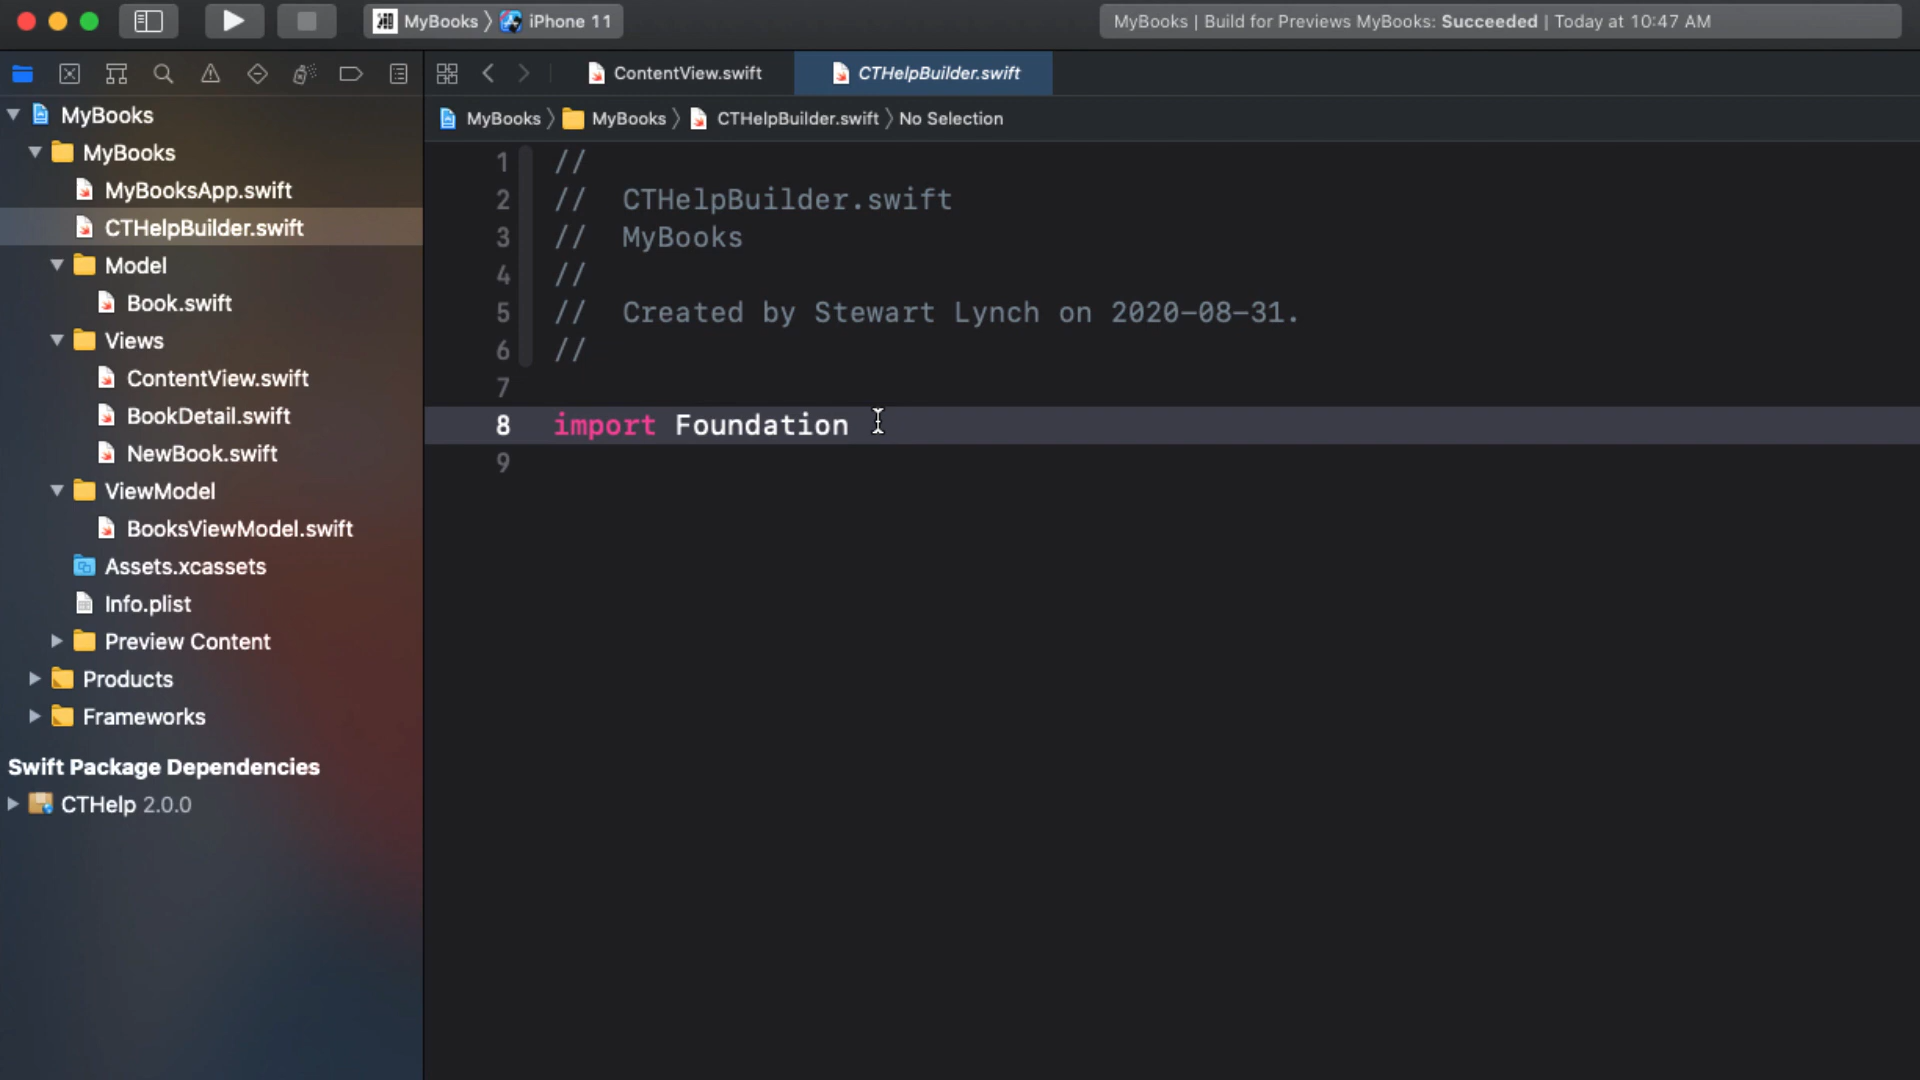 MyBooks 〉 iPhone 11
MyBooks | Build for Previews MyBooks: Succeeded | Today at 10:47 AM
ContentView.swift
CTHelpBuilder.swift
MyBooks 〉 MyBooks 〉 CTHelpBuilder.swift 〉 No Selection
MyBooks
MyBooks
MyBooksApp.swift
CTHelpBuilder.swift
Model
Book.swift
Views
ContentView.swift
BookDetail.swift
NewBook.swift
ViewModel
BooksViewModel.swift
Assets.xcassets
Info.plist
Preview Content
Products
Frameworks
Swift Package Dependencies
CTHelp 2.0.0
1 //
2 // CTHelpBuilder.swift
3 // MyBooks
4 //
5 // Created by Stewart Lynch on 2020-08-31.
6 //
7
8 import Foundation
9